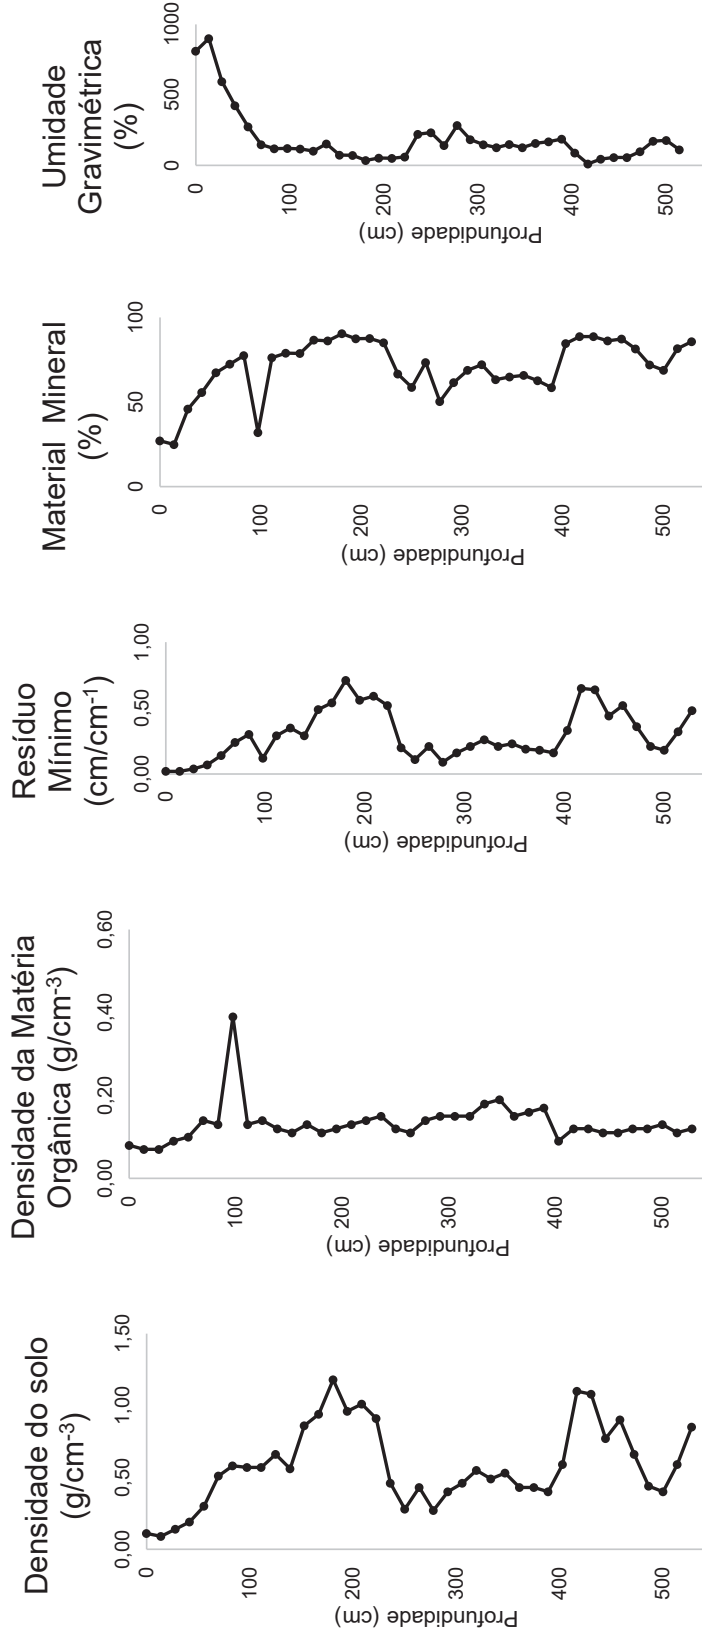 Densidade do solo
(g/cm-3)
0,00 0,50 1,00 1,50
0
100
200
300
400
500
Profundidade (cm)
Densidade da Matéria
Orgânica (g/cm-3)
0,00 0,20 0,40 0,60
0
100
200
300
400
500
Profundidade (cm)
Resíduo
Mínimo
(cm/cm-1)
0,00 0,50 1,00
0
100
200
300
400
500
Profundidade (cm)
Material Mineral
(%)
0 50 100
0
100
200
300
400
500
Profundidade (cm)
Umidade
Gravimétrica
(%)
0 500 1000
0
100
200
300
400
500
Profundidade (cm)